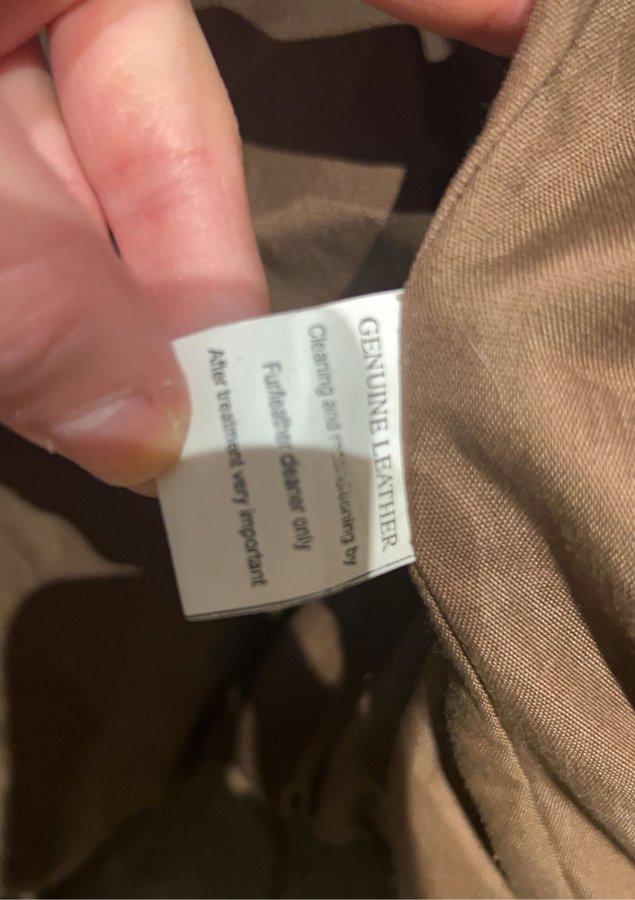 GENUINE LEATHER
Cleaning and reconditioning by
Fur/leather cleaner only
After treatment very important